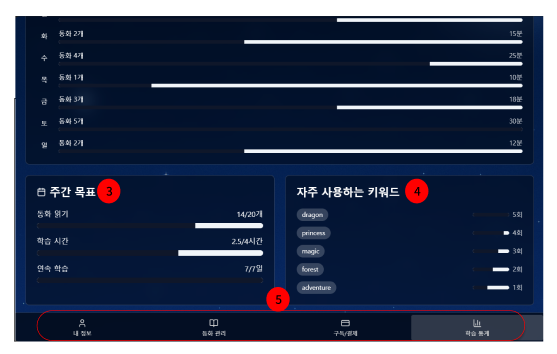 화 동화 2개 15분
수 동화 4개 25분
목 동화 1개 10분
금 동화 3개 18분
토 동화 5개 30분
일 동화 2개 12분
주간 목표 3
동화 읽기 14/20개
학습 시간 2.5/4시간
연속 학습 7/7일
자주 사용하는 키워드 4
dragon 5회
princess 4회
magic 3회
forest 2회
adventure 1회
5
내 정보 동화 관리 구독/결제 학습 통계